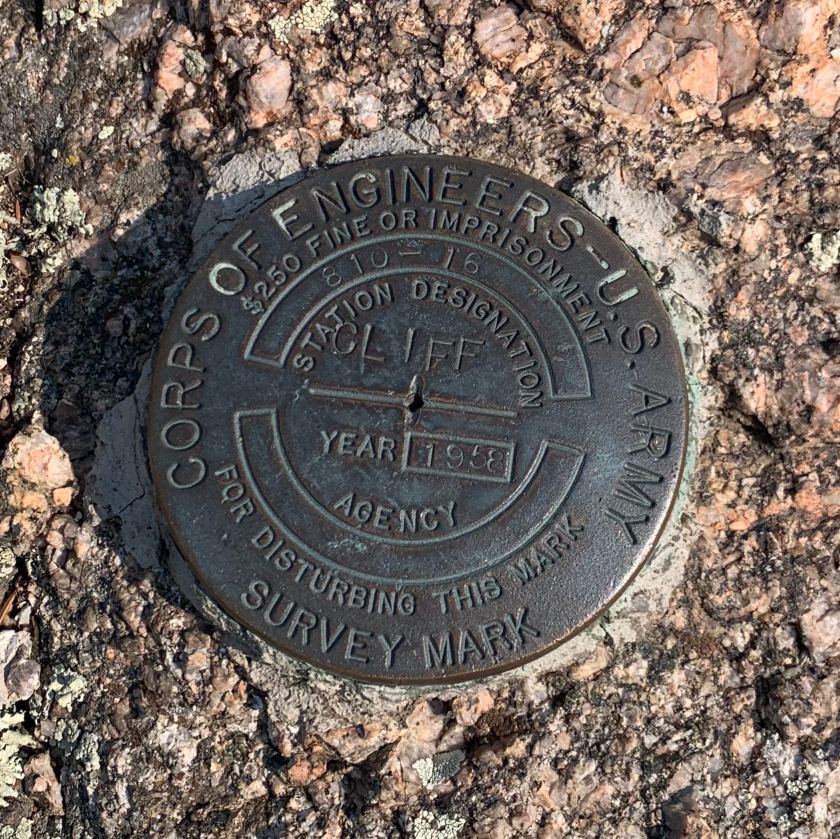 CORPS OF ENGINEERS - U.S. ARMY
$250 FINE OR IMPRISONMENT
810 - 16
STATION DESIGNATION
CLIFF
YEAR 1958
AGENCY
FOR DISTURBING THIS MARK
SURVEY MARK